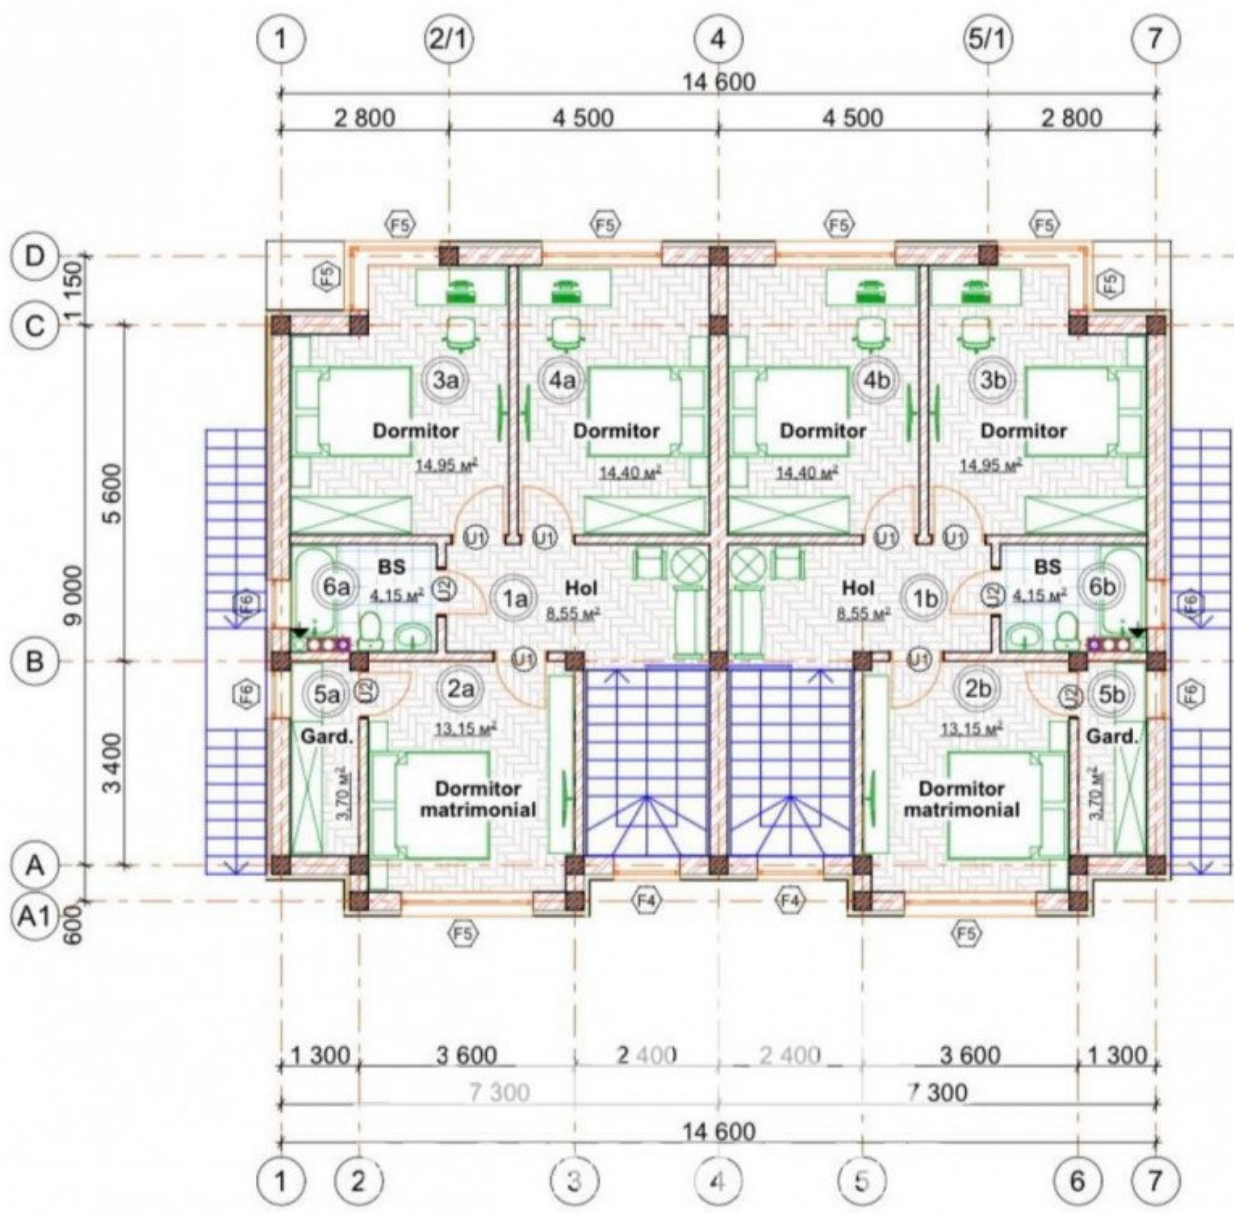 1 2/1 4 5/1 7
14 600
2 800 4 500 4 500 2 800
F5 F5 F5 F5
D
F5 F5
1 150
C
3a 4a 4b 3b
Dormitor Dormitor Dormitor Dormitor
14.95 м² 14.40 м² 14.40 м² 14.95 м²
5 600
U1 U1 U1 U1
BS Hol Hol BS
6a 4.15 м² U2 1a 8.55 м² 8.55 м² 1b U2 4.15 м² 6b
9 000
F6 F6
B
U1 U1
F6 5a U2 2a 2b U2 5b F6
Gard. 13.15 м² 13.15 м² Gard.
3 400
3.70 м² 3.70 м²
Dormitor Dormitor
matrimonial matrimonial
A
A1
600
F5 F4 F4 F5
1 300 3 600 2 400 2 400 3 600 1 300
7 300 7 300
14 600
1 2 3 4 5 6 7